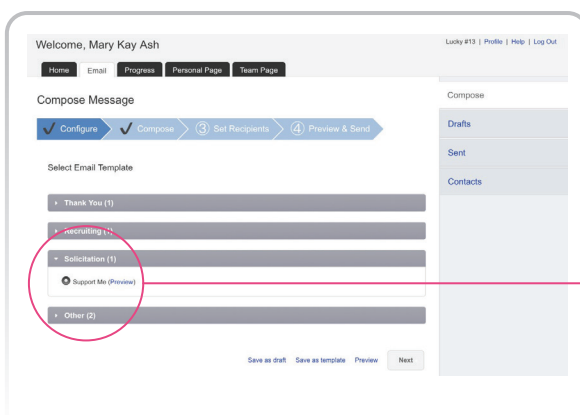 Welcome, Mary Kay Ash
Lucky #13 | Profile | Help | Log Out
Home Email Progress Personal Page Team Page
Compose Message
Configure Compose 3 Set Recipients 4 Preview & Send
Select Email Template
Thank You (1)
Recruiting (1)
Solicitation (1)
Support Me (Preview)
Other (2)
Save as draft Save as template Preview Next
Compose
Drafts
Sent
Contacts